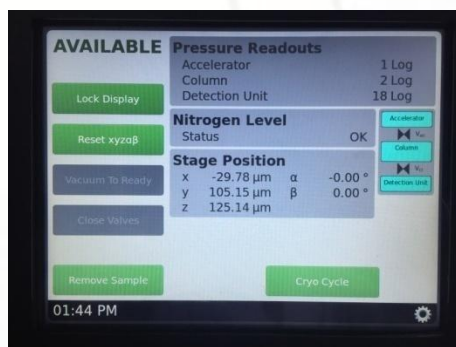 AVAILABLE
Lock Display
Reset xyzαβ
Vacuum To Ready
Close Valves
Remove Sample
Pressure Readouts
Accelerator 1 Log
Column 2 Log
Detection Unit 18 Log
Nitrogen Level
Status OK
Stage Position
x -29.78 μm α -0.00 °
y 105.15 μm β 0.00 °
z 125.14 μm
Accelerator
Column
Detection Unit
Cryo Cycle
01:44 PM